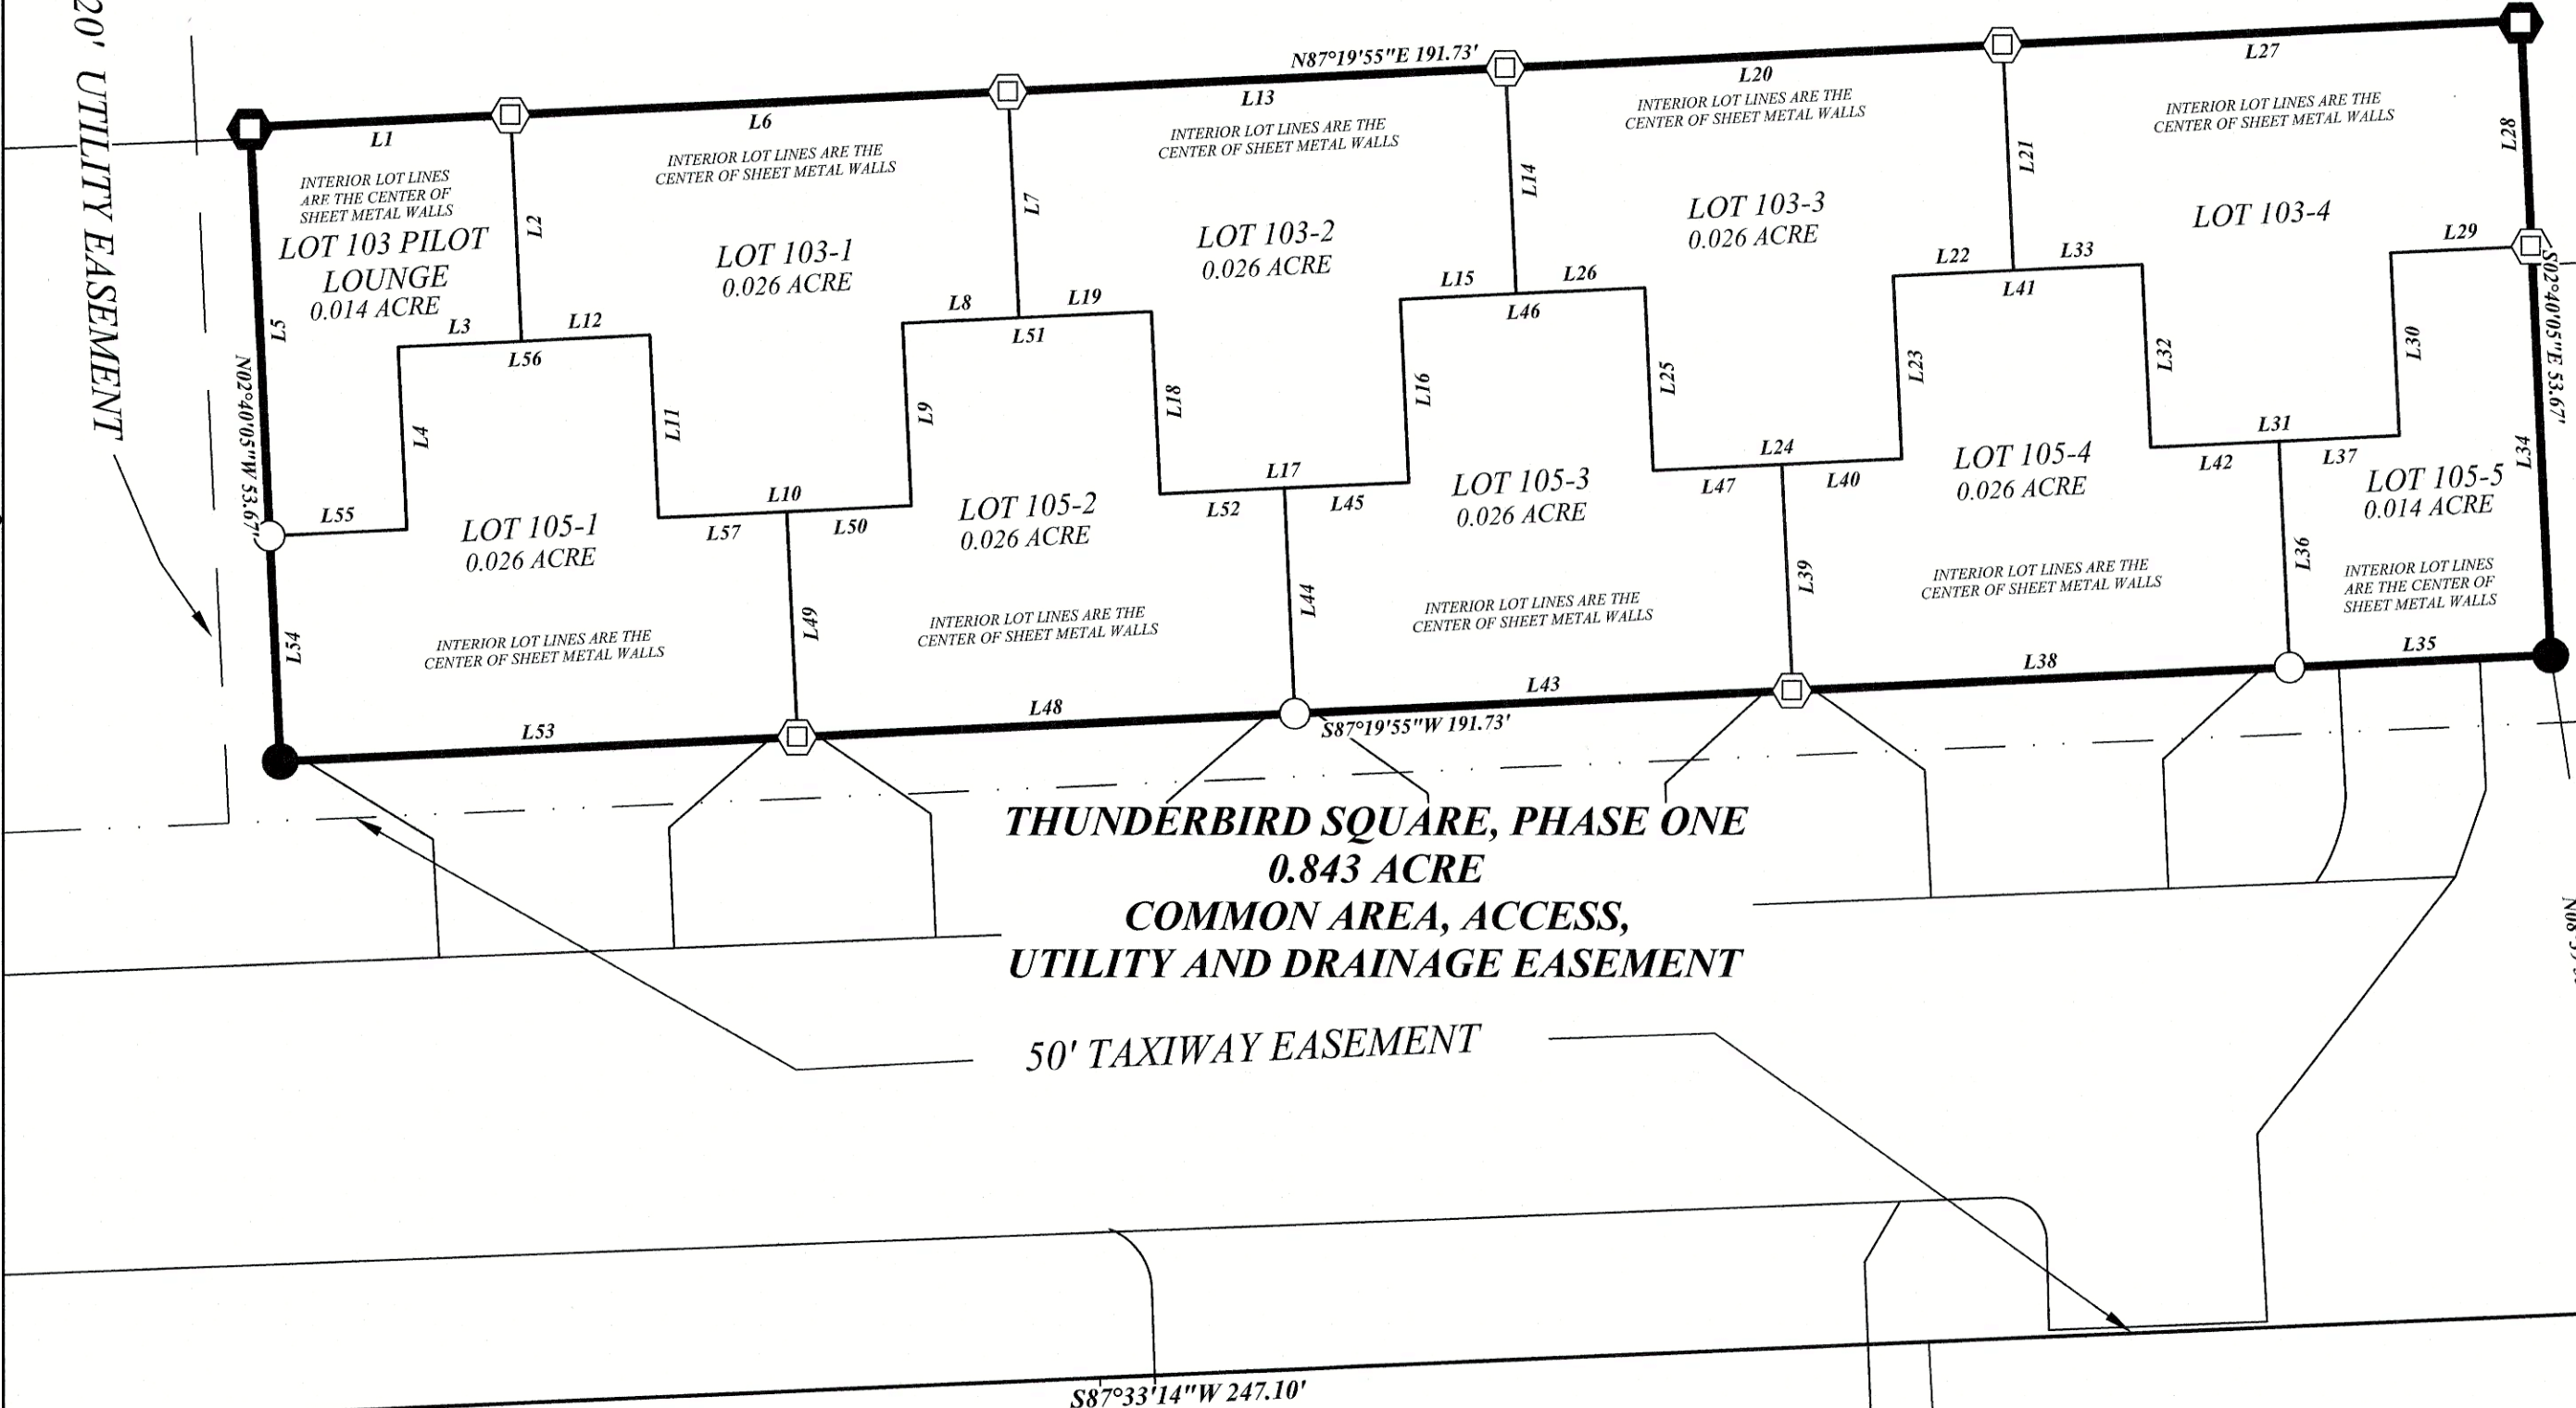 20' UTILITY EASEMENT
N87°19'55"E 191.73'
L1
L6
L13
L20
L27
INTERIOR LOT LINES
ARE THE CENTER OF
SHEET METAL WALLS
LOT 103 PILOT
LOUNGE
0.014 ACRE
INTERIOR LOT LINES ARE THE
CENTER OF SHEET METAL WALLS
LOT 103-1
0.026 ACRE
INTERIOR LOT LINES ARE THE
CENTER OF SHEET METAL WALLS
LOT 103-2
0.026 ACRE
INTERIOR LOT LINES ARE THE
CENTER OF SHEET METAL WALLS
LOT 103-3
0.026 ACRE
INTERIOR LOT LINES ARE THE
CENTER OF SHEET METAL WALLS
LOT 103-4
L2
L7
L14
L21
L28
L5
L3
L12
L56
L8
L19
L51
L15
L26
L46
L22
L33
L41
L29
N02°40'05"W 53.67'
S02°40'05"E 53.67'
L4
L11
L9
L18
L16
L25
L23
L32
L30
L34
L55
L57
L10
L50
L52
L17
L45
L47
L24
L40
L42
L31
L37
LOT 105-1
0.026 ACRE
LOT 105-2
0.026 ACRE
LOT 105-3
0.026 ACRE
LOT 105-4
0.026 ACRE
LOT 105-5
0.014 ACRE
L54
L49
L44
L39
L36
INTERIOR LOT LINES ARE THE
CENTER OF SHEET METAL WALLS
INTERIOR LOT LINES ARE THE
CENTER OF SHEET METAL WALLS
INTERIOR LOT LINES ARE THE
CENTER OF SHEET METAL WALLS
INTERIOR LOT LINES ARE THE
CENTER OF SHEET METAL WALLS
INTERIOR LOT LINES
ARE THE CENTER OF
SHEET METAL WALLS
L53
L48
L43
L38
L35
S87°19'55"W 191.73'
THUNDERBIRD SQUARE, PHASE ONE
0.843 ACRE
COMMON AREA, ACCESS,
UTILITY AND DRAINAGE EASEMENT
50' TAXIWAY EASEMENT
S87°33'14"W 247.10'